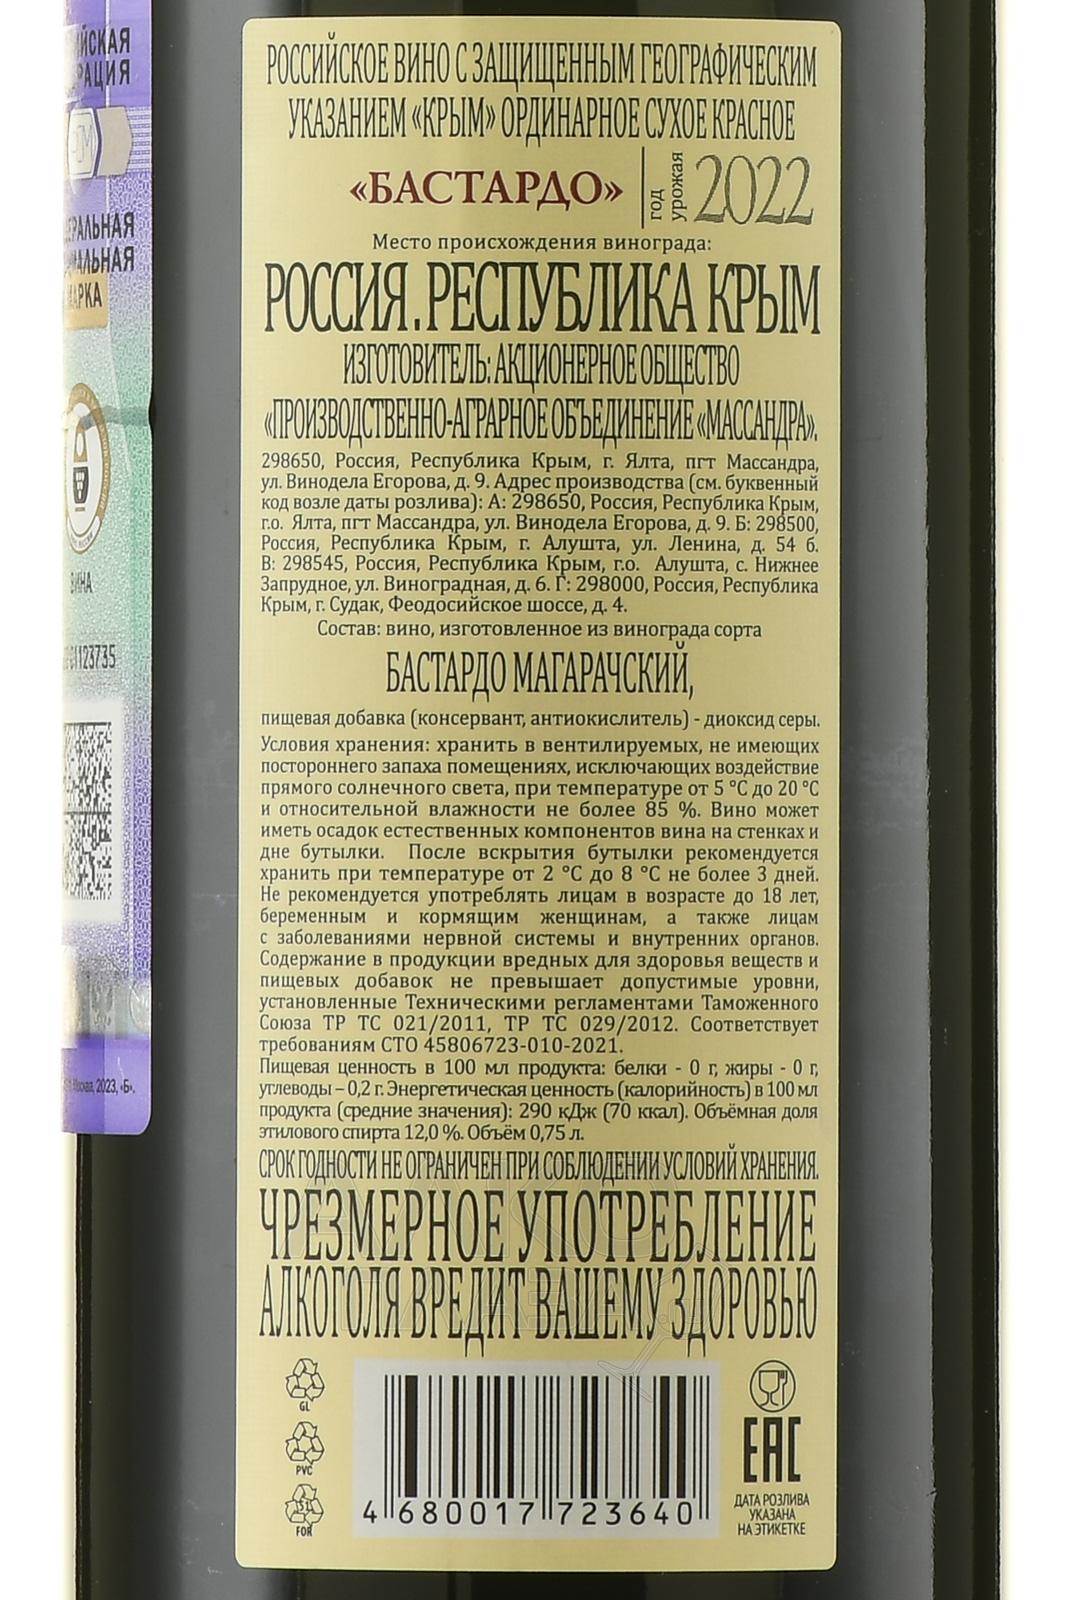 РОССИЙСКОЕ ВИНО С ЗАЩИЩЕННЫМ ГЕОГРАФИЧЕСКИМ
УКАЗАНИЕМ «КРЫМ» ОРДИНАРНОЕ СУХОЕ КРАСНОЕ
«БАСТАРДО» год урожая 2022
Место происхождения винограда:
РОССИЯ. РЕСПУБЛИКА КРЫМ
ИЗГОТОВИТЕЛЬ: АКЦИОНЕРНОЕ ОБЩЕСТВО
«ПРОИЗВОДСТВЕННО-АГРАРНОЕ ОБЪЕДИНЕНИЕ «МАССАНДРА».
298650, Россия, Республика Крым, г. Ялта, пгт Массандра,
ул. Винодела Егорова, д. 9. Адрес производства (см. буквенный
код возле даты розлива): А: 298650, Россия, Республика Крым,
г.о. Ялта, пгт Массандра, ул. Винодела Егорова, д. 9. Б: 298500,
Россия, Республика Крым, г. Алушта, ул. Ленина, д. 54 б.
В: 298545, Россия, Республика Крым, г.о. Алушта, с. Нижнее
Запрудное, ул. Виноградная, д. 6. Г: 298000, Россия, Республика
Крым, г. Судак, Феодосийское шоссе, д. 4.
Состав: вино, изготовленное из винограда сорта
БАСТАРДО МАГАРАЧСКИЙ,
пищевая добавка (консервант, антиокислитель) - диоксид серы.
Условия хранения: хранить в вентилируемых, не имеющих
постороннего запаха помещениях, исключающих воздействие
прямого солнечного света, при температуре от 5 °С до 20 °С
и относительной влажности не более 85 %. Вино может
иметь осадок естественных компонентов вина на стенках и
дне бутылки. После вскрытия бутылки рекомендуется
хранить при температуре от 2 °С до 8 °С не более 3 дней.
Не рекомендуется употреблять лицам в возрасте до 18 лет,
беременным и кормящим женщинам, а также лицам
с заболеваниями нервной системы и внутренних органов.
Содержание в продукции вредных для здоровья веществ и
пищевых добавок не превышает допустимые уровни,
установленные Техническими регламентами Таможенного
Союза ТР ТС 021/2011, ТР ТС 029/2012. Соответствует
требованиям СТО 45806723-010-2021.
Пищевая ценность в 100 мл продукта: белки - 0 г, жиры - 0 г,
углеводы – 0,2 г. Энергетическая ценность (калорийность) в 100 мл
продукта (средние значения): 290 кДж (70 ккал). Объёмная доля
этилового спирта 12,0 %. Объём 0,75 л.
СРОК ГОДНОСТИ НЕ ОГРАНИЧЕН ПРИ СОБЛЮДЕНИИ УСЛОВИЙ ХРАНЕНИЯ.
ЧРЕЗМЕРНОЕ УПОТРЕБЛЕНИЕ
АЛКОГОЛЯ ВРЕДИТ ВАШЕМУ ЗДОРОВЬЮ
GL
PVC
51
FOR
4 680017 723640
EAC
ДАТА РОЗЛИВА
УКАЗАНА
НА ЭТИКЕТКЕ